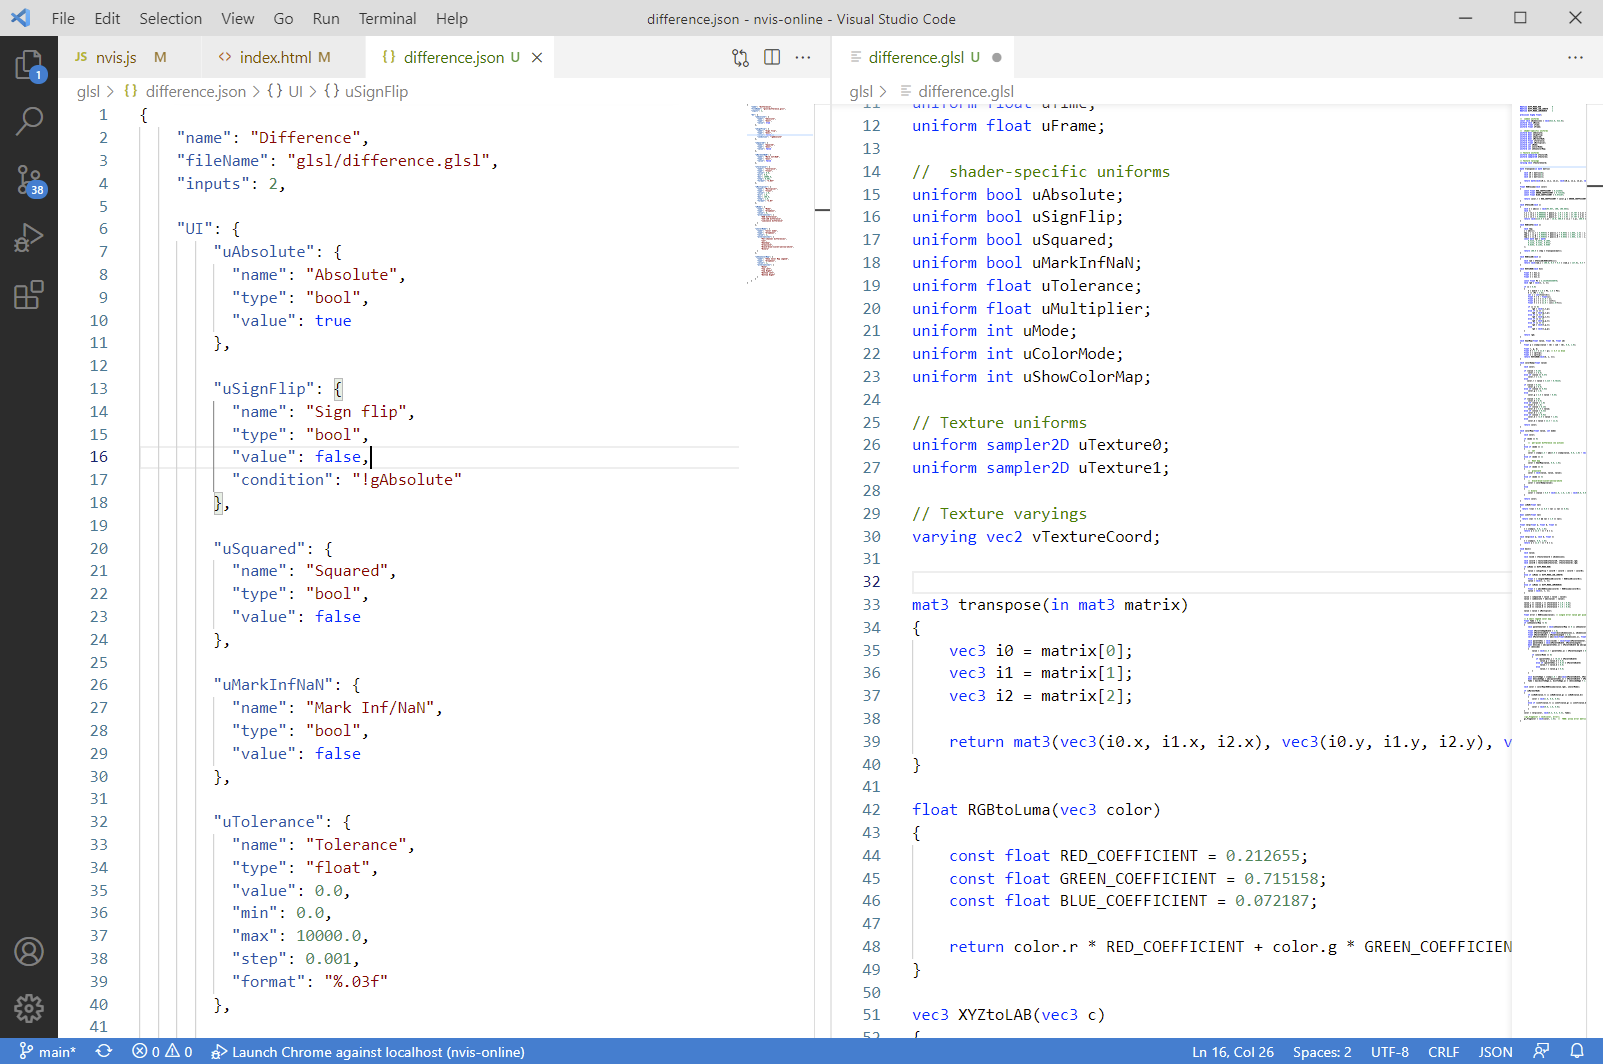 File Edit Selection View Go Run Terminal Help
difference.json - nvis-online - Visual Studio Code
JS nvis.js M
<> index.html M
{} difference.json U
glsl > {} difference.json > {} UI > {} uSignFlip
1 {
2 "name": "Difference",
3 "fileName": "glsl/difference.glsl",
4 "inputs": 2,
5
6 "UI": {
7 "uAbsolute": {
8 "name": "Absolute",
9 "type": "bool",
10 "value": true
11 },
12
13 "uSignFlip": {
14 "name": "Sign flip",
15 "type": "bool",
16 "value": false,
17 "condition": "!gAbsolute"
18 },
19
20 "uSquared": {
21 "name": "Squared",
22 "type": "bool",
23 "value": false
24 },
25
26 "uMarkInfNaN": {
27 "name": "Mark Inf/NaN",
28 "type": "bool",
29 "value": false
30 },
31
32 "uTolerance": {
33 "name": "Tolerance",
34 "type": "float",
35 "value": 0.0,
36 "min": 0.0,
37 "max": 10000.0,
38 "step": 0.001,
39 "format": "%.03f"
40 },
41
difference.glsl U
glsl > difference.glsl
11 uniform float uTime;
12 uniform float uFrame;
13
14 // shader-specific uniforms
15 uniform bool uAbsolute;
16 uniform bool uSignFlip;
17 uniform bool uSquared;
18 uniform bool uMarkInfNaN;
19 uniform float uTolerance;
20 uniform float uMultiplier;
21 uniform int uMode;
22 uniform int uColorMode;
23 uniform int uShowColorMap;
24
25 // Texture uniforms
26 uniform sampler2D uTexture0;
27 uniform sampler2D uTexture1;
28
29 // Texture varyings
30 varying vec2 vTextureCoord;
31
32
33 mat3 transpose(in mat3 matrix)
34 {
35 vec3 i0 = matrix[0];
36 vec3 i1 = matrix[1];
37 vec3 i2 = matrix[2];
38
39 return mat3(vec3(i0.x, i1.x, i2.x), vec3(i0.y, i1.y, i2.y), v
40 }
41
42 float RGBtoLuma(vec3 color)
43 {
44 const float RED_COEFFICIENT = 0.212655;
45 const float GREEN_COEFFICIENT = 0.715158;
46 const float BLUE_COEFFICIENT = 0.072187;
47
48 return color.r * RED_COEFFICIENT + color.g * GREEN_COEFFICIEN
49 }
50
51 vec3 XYZtoLAB(vec3 c)
52 {
1
38
main* 0 0 Launch Chrome against localhost (nvis-online)
Ln 16, Col 26 Spaces: 2 UTF-8 CRLF JSON